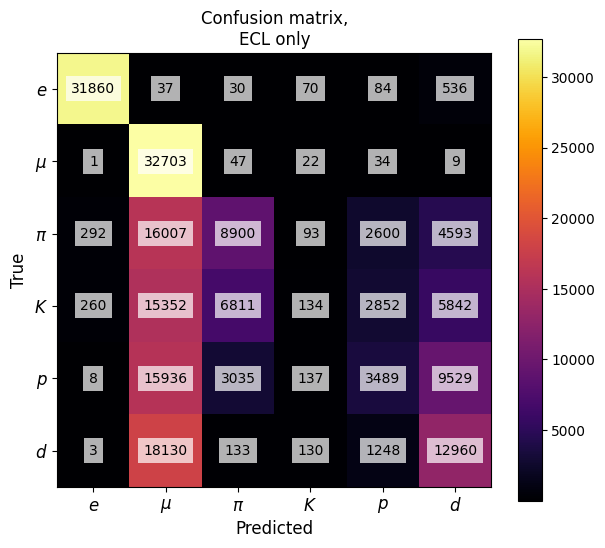 Confusion matrix,
ECL only
e 31860 37 30 70 84 536
μ 1 32703 47 22 34 9
π 292 16007 8900 93 2600 4593
K 260 15352 6811 134 2852 5842
p 8 15936 3035 137 3489 9529
d 3 18130 133 130 1248 12960
e μ π K p d
Predicted
True
30000
25000
20000
15000
10000
5000